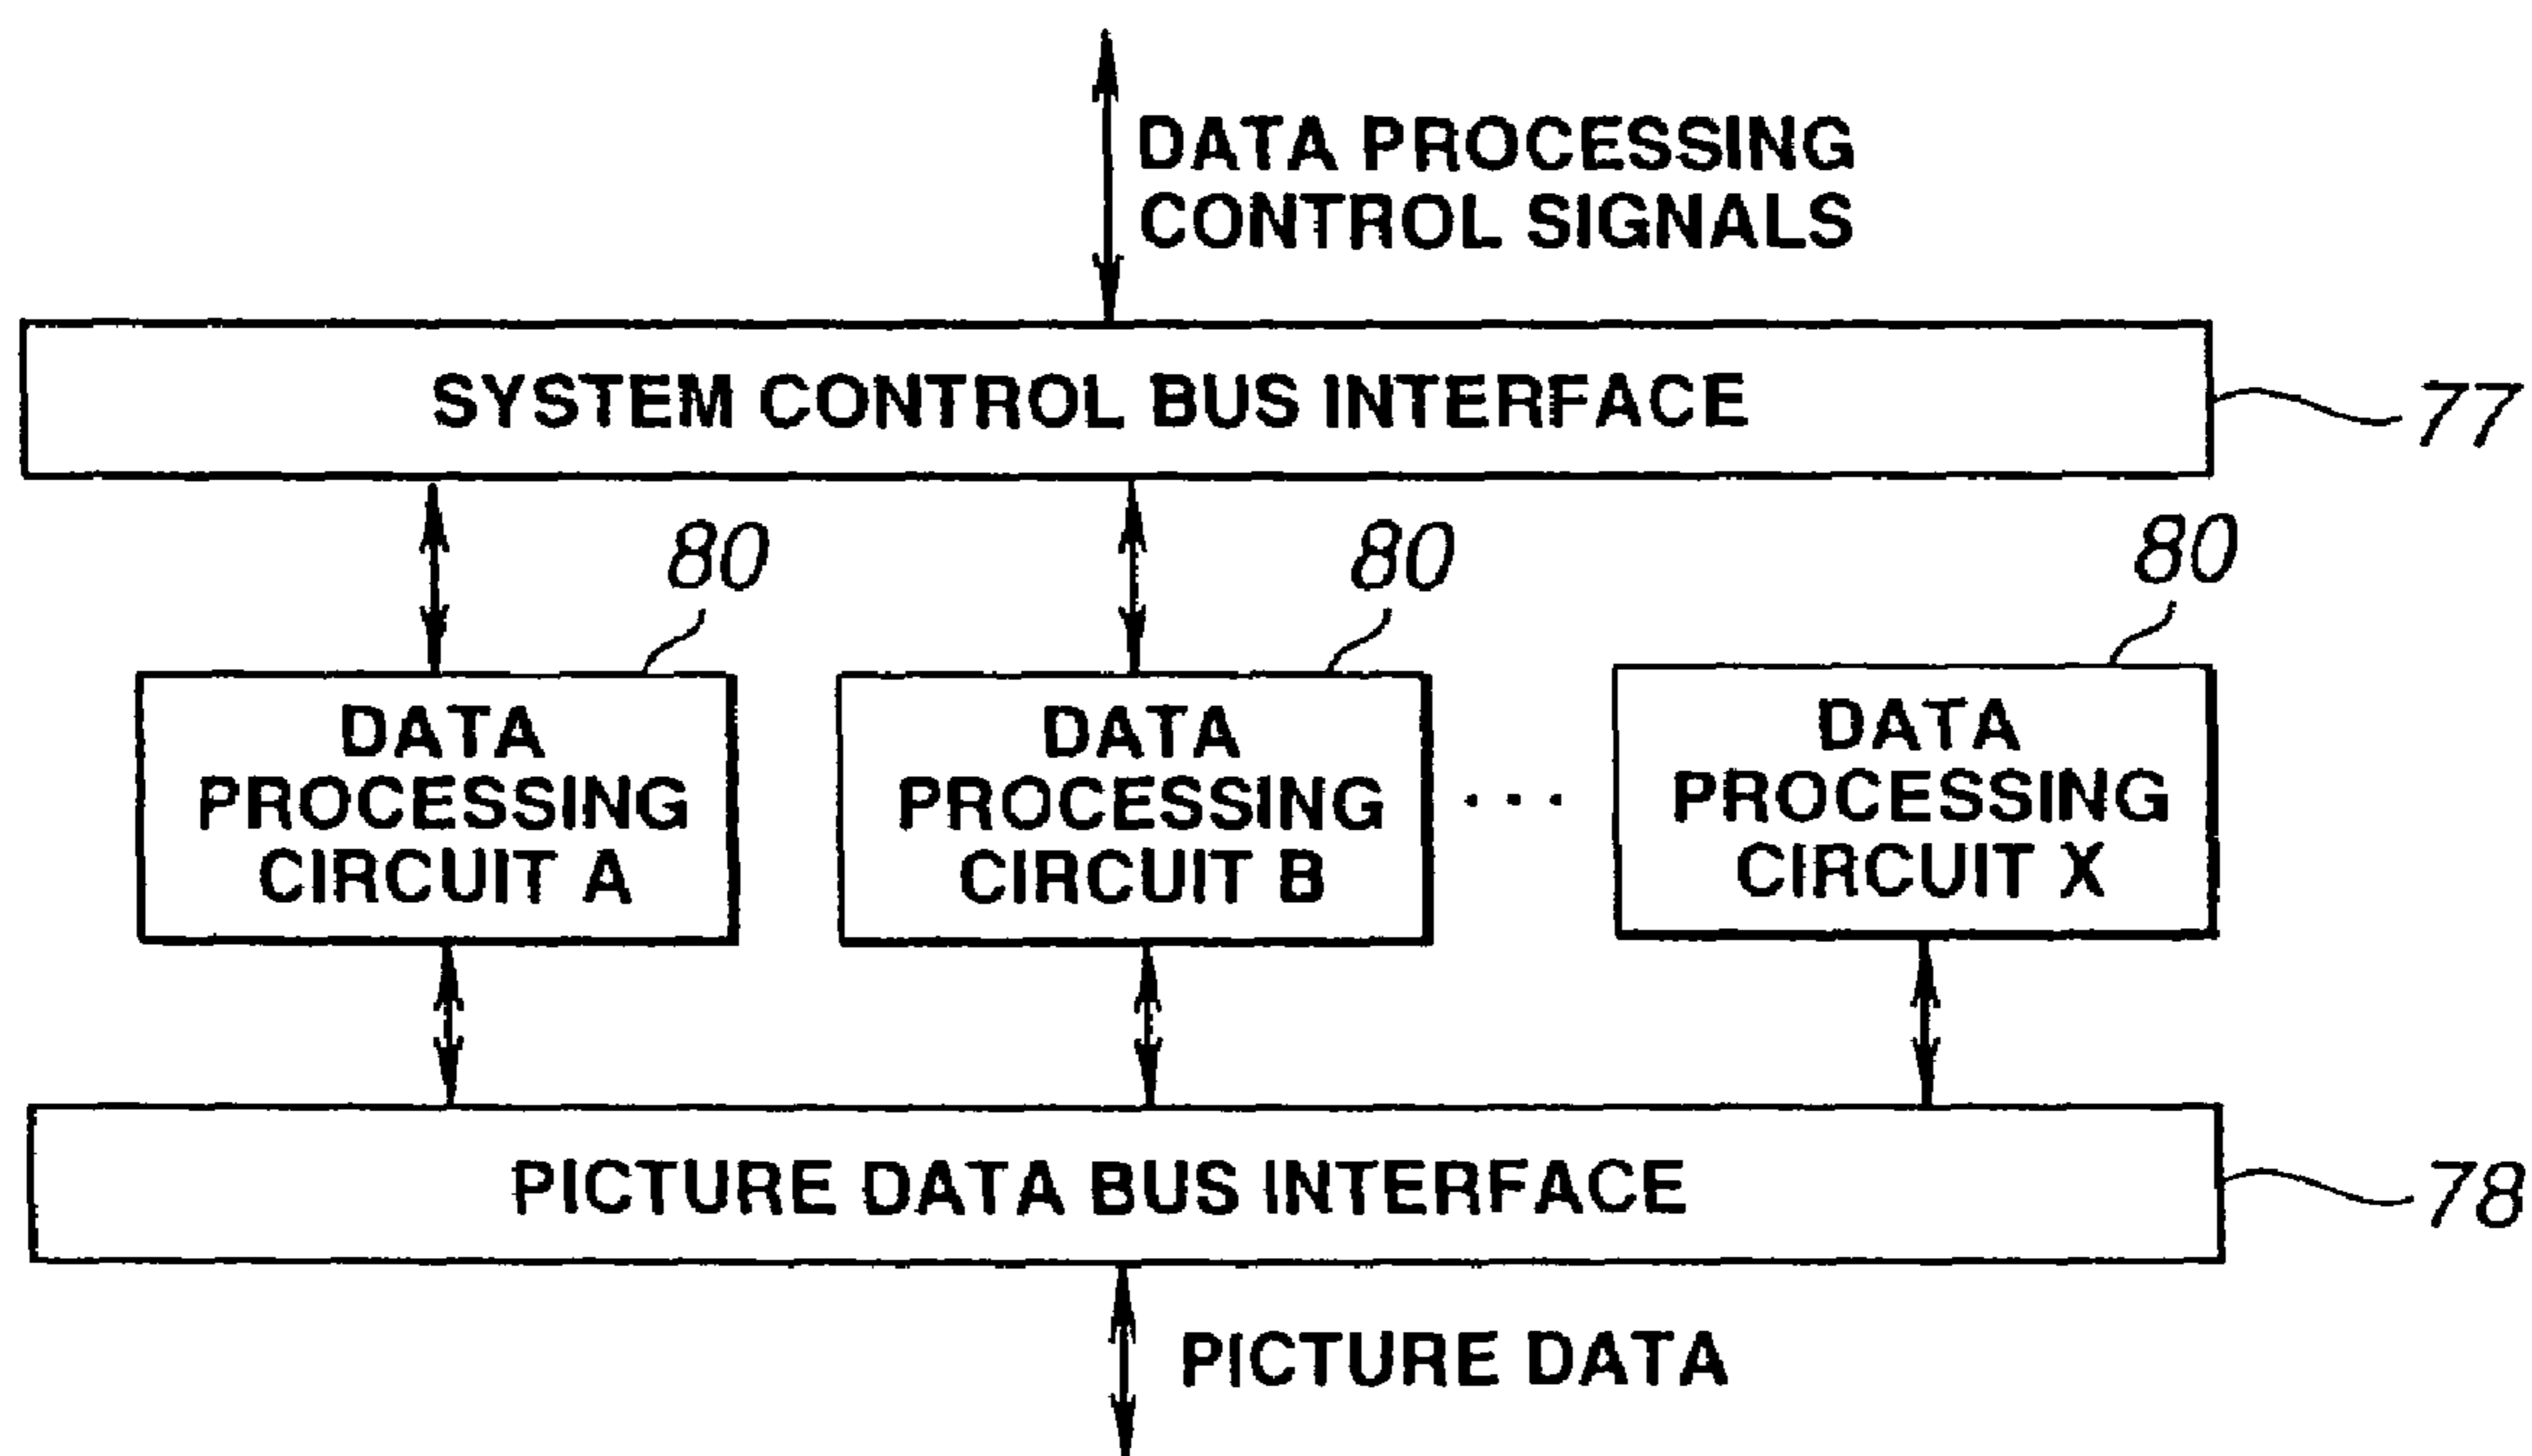 DATA PROCESSING
CONTROL SIGNALS
SYSTEM CONTROL BUS INTERFACE
77
80
80
80
DATA
PROCESSING
CIRCUIT A
DATA
PROCESSING
CIRCUIT B
. . .
DATA
PROCESSING
CIRCUIT X
PICTURE DATA BUS INTERFACE
78
PICTURE DATA